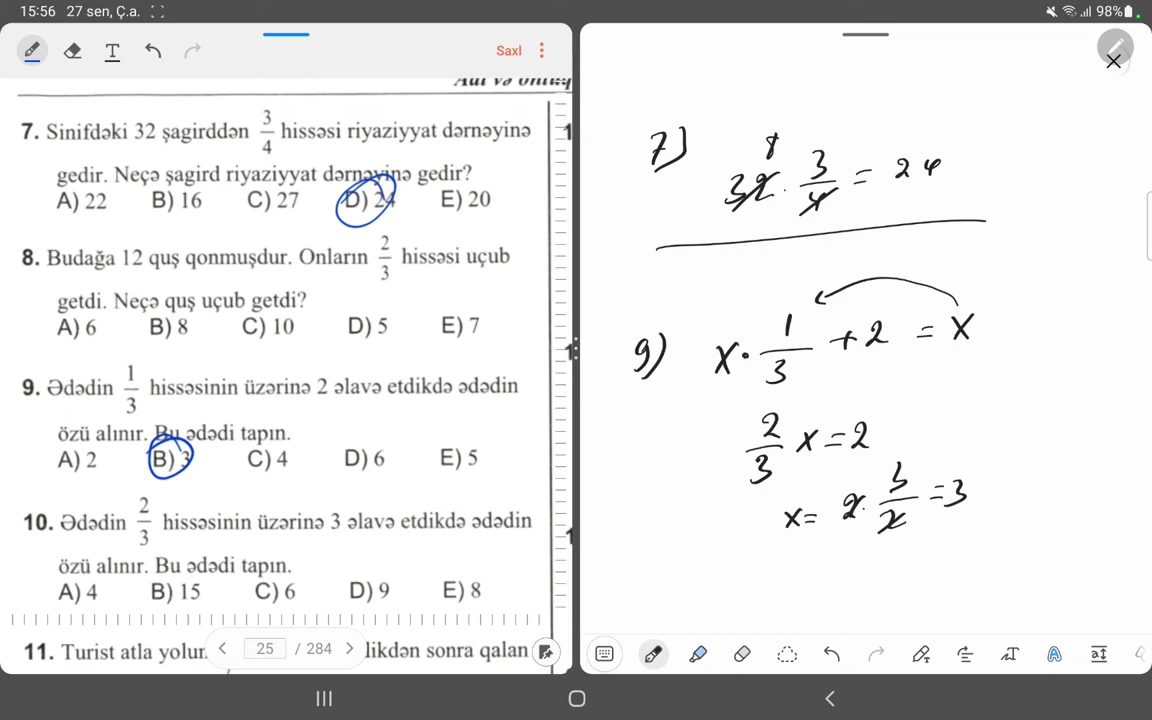 15:56 27 sen, Ç.a. 98%
Saxl
7. Sinifdəki 32 şagirddən 3/4 hissəsi riyaziyyat dərnəyinə
gedir. Neçə şagird riyaziyyat dərnəyinə gedir?
A) 22 B) 16 C) 27 D) 24 E) 20
8. Budağa 12 quş qonmuşdur. Onların 2/3 hissəsi uçub
getdi. Neçə quş uçub getdi?
A) 6 B) 8 C) 10 D) 5 E) 7
9. Ədədin 1/3 hissəsinin üzərinə 2 əlavə etdikdə ədədin
özü alınır. Bu ədədi tapın.
A) 2 B) 3 C) 4 D) 6 E) 5
10. Ədədin 2/3 hissəsinin üzərinə 3 əlavə etdikdə ədədin
özü alınır. Bu ədədi tapın.
A) 4 B) 15 C) 6 D) 9 E) 8
11. Turist atla yolun likdən sonra qalan
25 / 284
7)
8
32 · 3/4 = 24
9) x · 1/3 + 2 = x
2/3 x = 2
x = 2 · 3/2 = 3